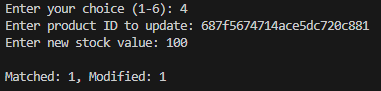 Enter your choice (1-6): 4
Enter product ID to update: 687f5674714ace5dc720c881
Enter new stock value: 100
Matched: 1, Modified: 1